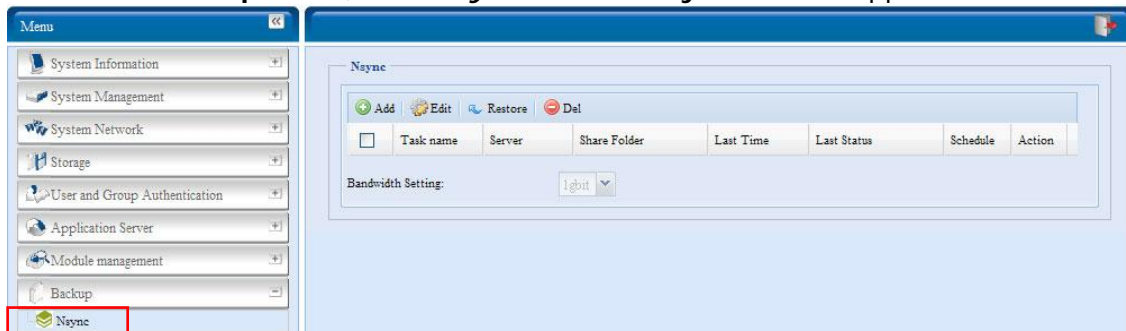 Menu
System Information
System Management
System Network
Storage
User and Group Authentication
Application Server
Module management
Backup
Nsync
Nsync
Add Edit Restore Del
Task name Server Share Folder Last Time Last Status Schedule Action
Bandwidth Setting: 1gbit